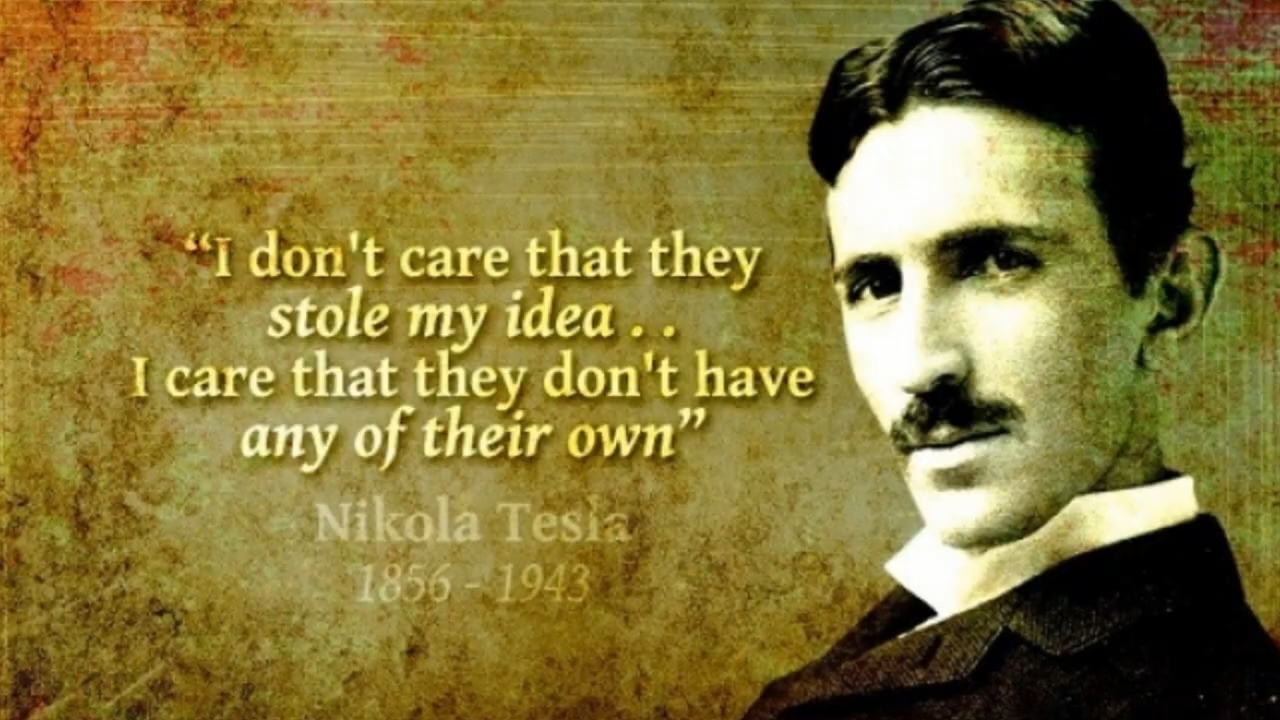 “I don't care that they
stole my idea . .
I care that they don't have
any of their own”
Nikola Tesla
1856 - 1943